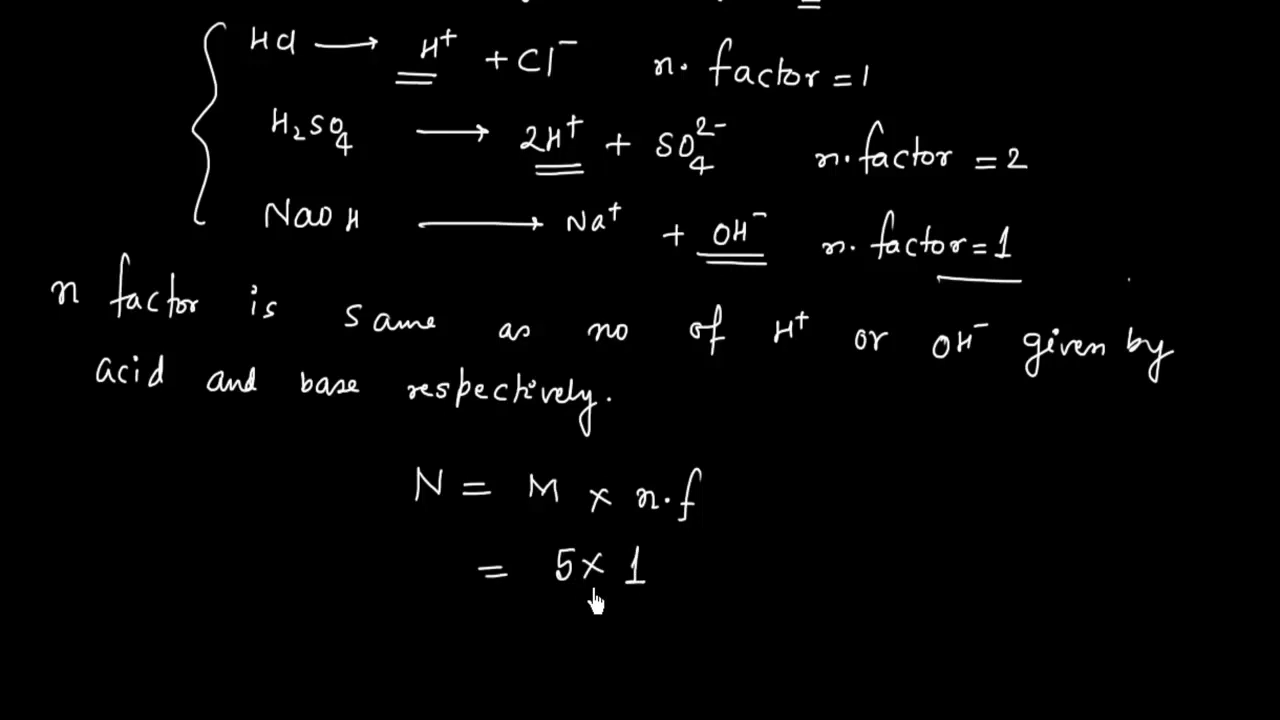 HCl ⟶ H⁺ + Cl⁻ n. factor = 1
H₂SO₄ ⟶ 2H⁺ + SO₄²⁻ n. factor = 2
NaOH ⟶ Na⁺ + OH⁻ n. factor = 1
n factor is same as no of H⁺ or OH⁻ given by
acid and base respectively.
N = M × n.f
= 5 × 1